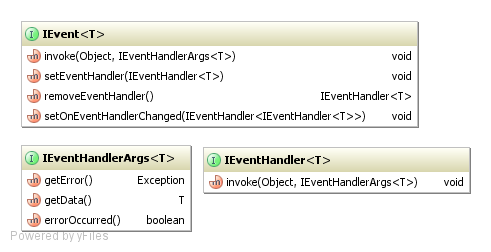 I IEvent<T>
m invoke(Object, IEventHandlerArgs<T>) void
m setEventHandler(IEventHandler<T>) void
m removeEventHandler() IEventHandler<T>
m setOnEventHandlerChanged(IEventHandler<IEventHandler<T>>) void
I IEventHandlerArgs<T>
m getError() Exception
m getData() T
m errorOccurred() boolean
I IEventHandler<T>
m invoke(Object, IEventHandlerArgs<T>) void
Powered by yFiles